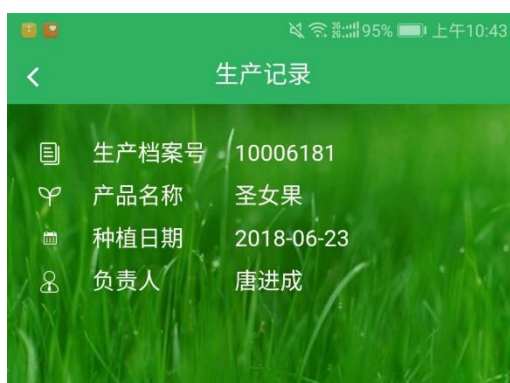 95% 上午10:43
生产记录
生产档案号 10006181
产品名称 圣女果
种植日期 2018-06-23
负责人 唐进成